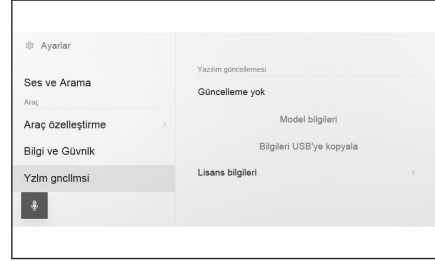 Ayarlar
Ses ve Arama
Araç
Araç özelleştirme
Bilgi ve Güvnlk
Yzlm gncllmsi
Yazılım güncellemesi
Güncelleme yok
Model bilgileri
Bilgileri USB'ye kopyala
Lisans bilgileri